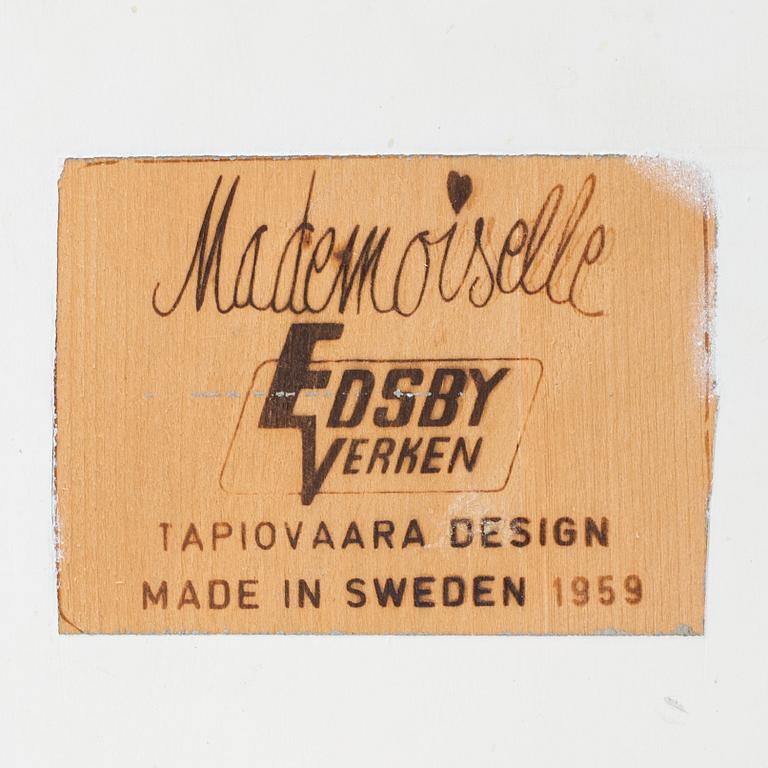 Mademoiselle
EDSBY
VERKEN
TAPIOVAARA DESIGN
MADE IN SWEDEN 1959